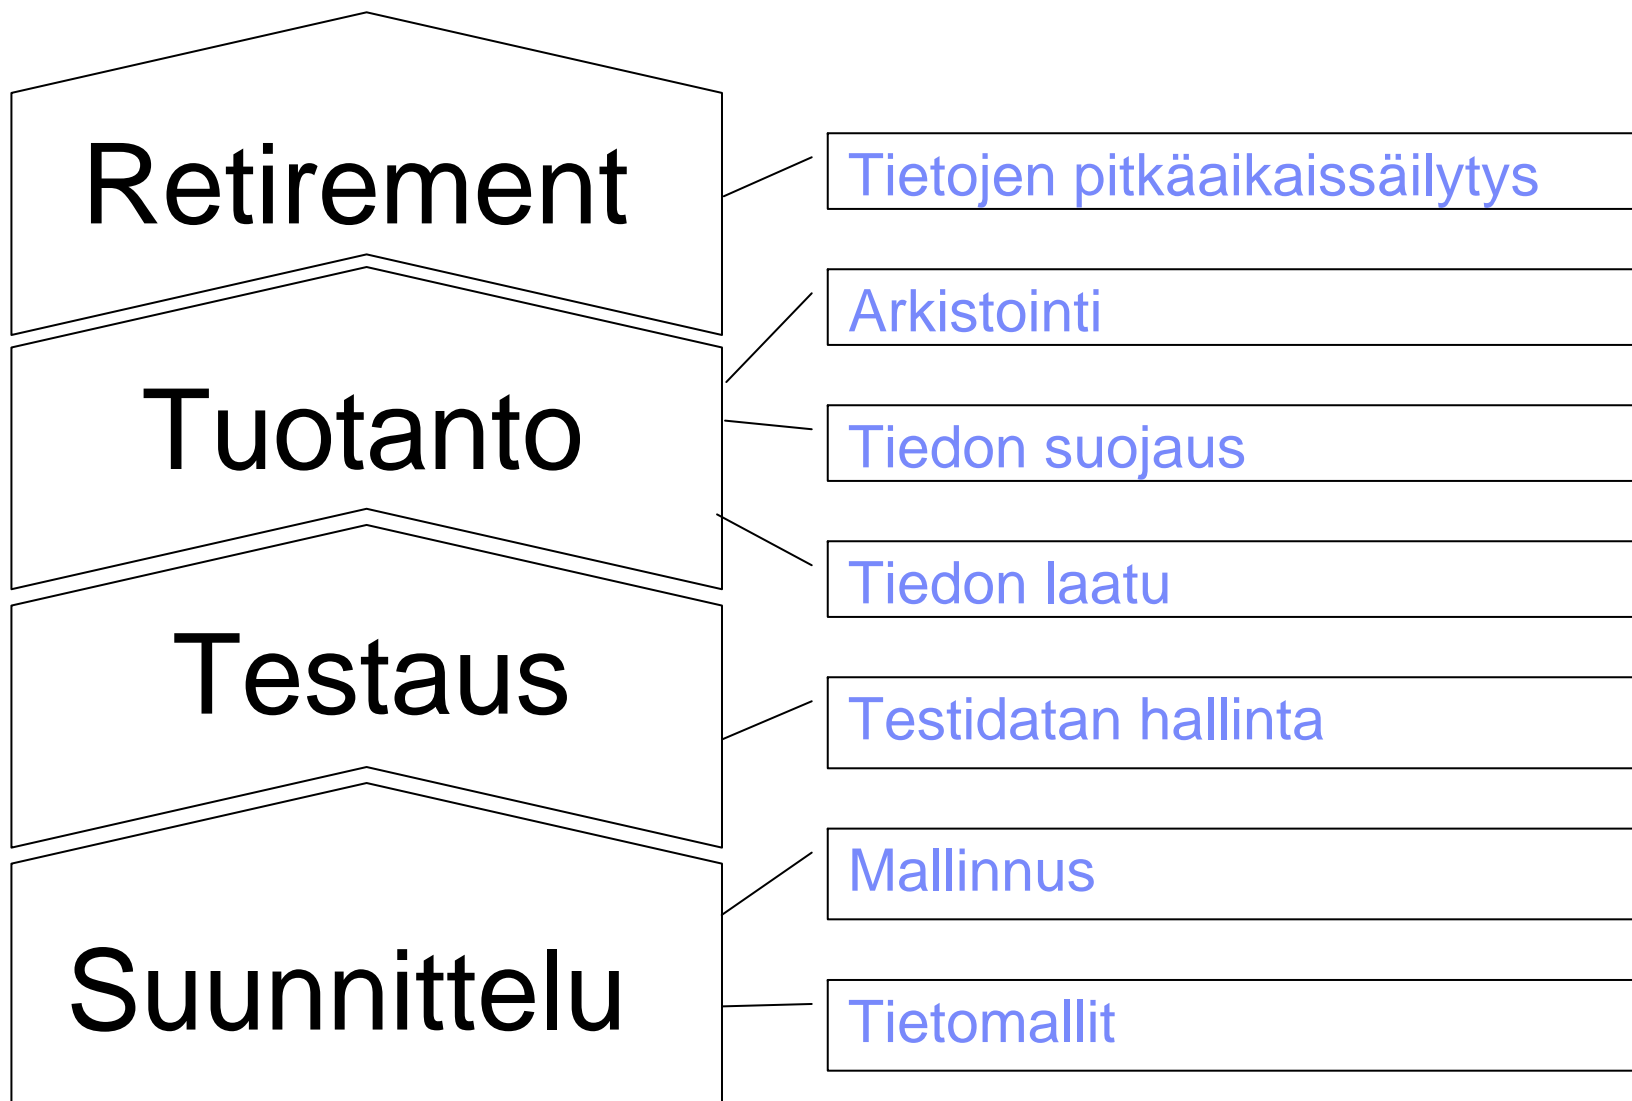 Retirement
Tietojen pitkäaikaissäilytys
Arkistointi
Tuotanto
Tiedon suojaus
Tiedon laatu
Testaus
Testidatan hallinta
Mallinnus
Suunnittelu
Tietomallit